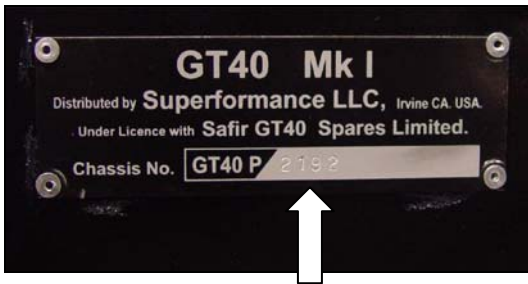 GT40 Mk I
Distributed by Superformance LLC, Irvine CA. USA.
Under Licence with Safir GT40 Spares Limited.
Chassis No. GT40 P 2192